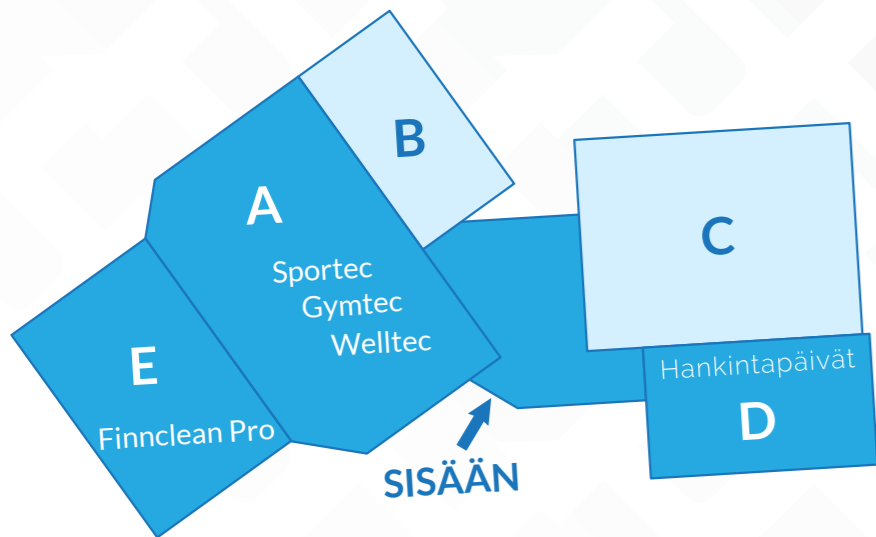 B
A
Sportec
Gymtec
Welltec
E
Finnclean Pro
C
Hankintapäivät
D
SISÄÄN